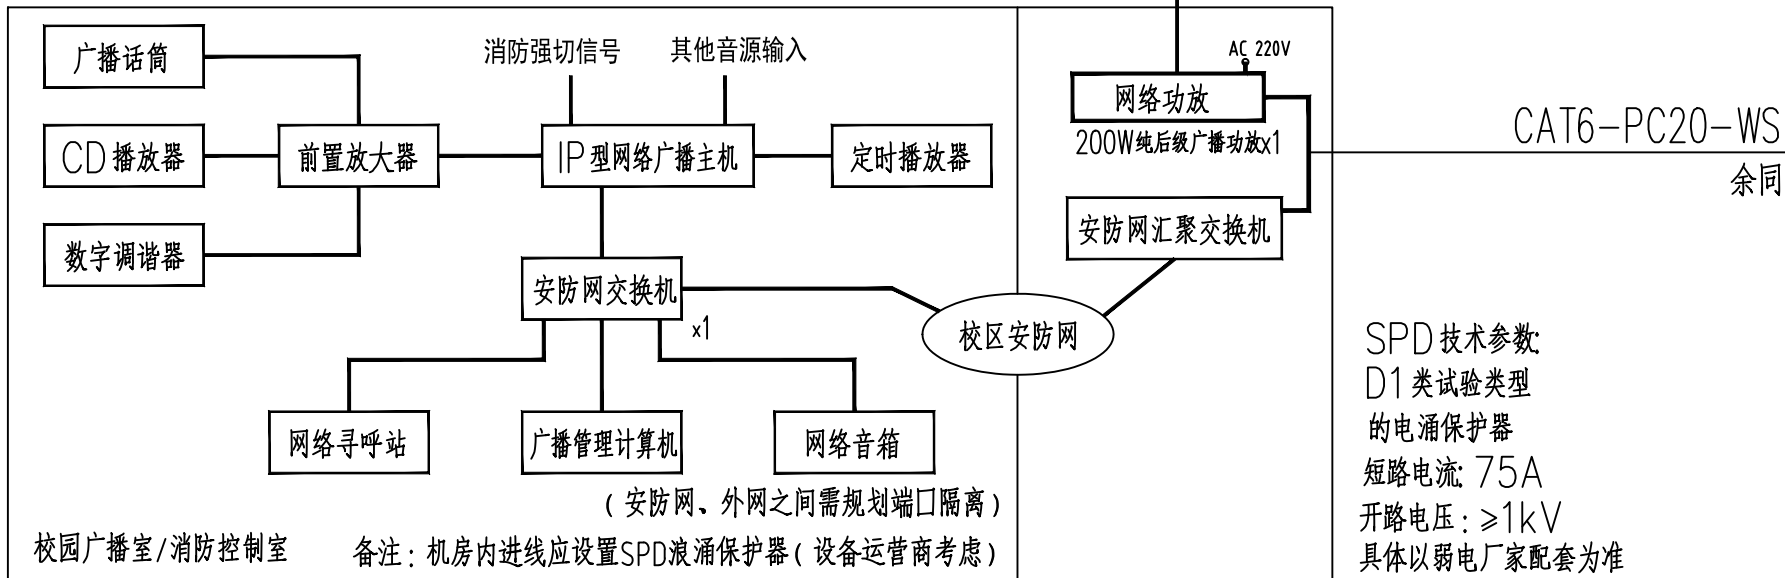 广播话筒
消防强切信号
其他音源输入
AC 220V
网络功放
200W纯后级广播功放x1
CAT6-PC20-WS
余同
CD播放器
前置放大器
IP型网络广播主机
定时播放器
数字调谐器
安防网汇聚交换机
安防网交换机
x1
校区安防网
SPD技术参数:
D1类试验类型
的电涌保护器
短路电流: 75A
开路电压: ≥1kV
具体以弱电厂家配套为准
网络寻呼站
广播管理计算机
网络音箱
(安防网、外网之间需规划端口隔离)
校园广播室/消防控制室
备注: 机房内进线应设置SPD浪涌保护器(设备运营商考虑)